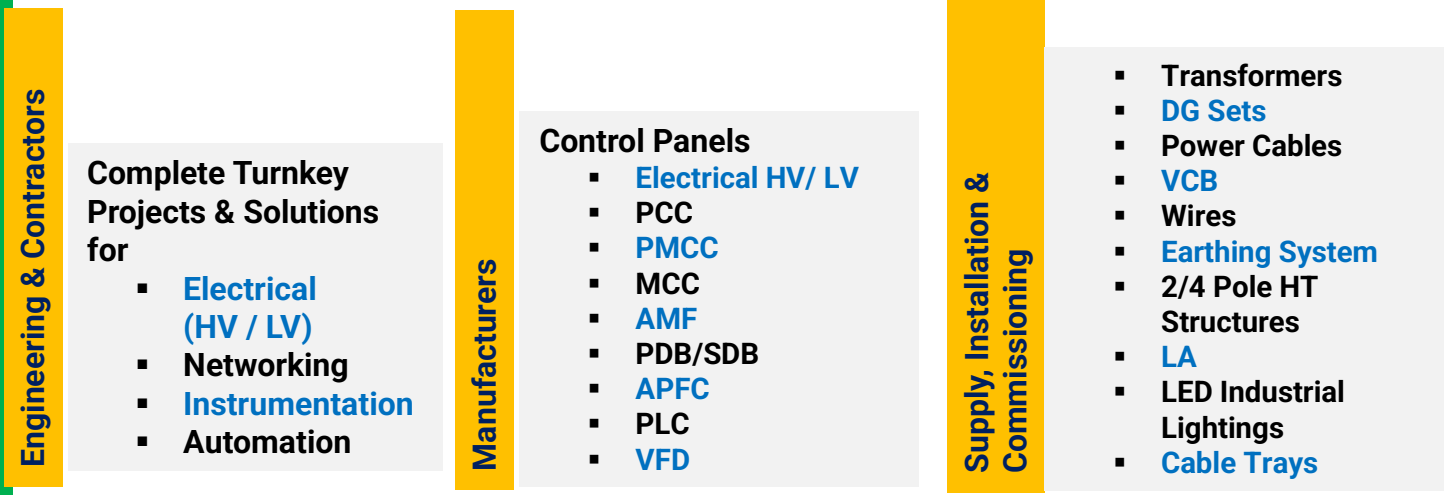 Engineering & Contractors
Complete Turnkey
Projects & Solutions
for
▪ Electrical
(HV / LV)
▪ Networking
▪ Instrumentation
▪ Automation
Manufacturers
Control Panels
▪ Electrical HV/ LV
▪ PCC
▪ PMCC
▪ MCC
▪ AMF
▪ PDB/SDB
▪ APFC
▪ PLC
▪ VFD
Supply, Installation &
Commissioning
▪ Transformers
▪ DG Sets
▪ Power Cables
▪ VCB
▪ Wires
▪ Earthing System
▪ 2/4 Pole HT
Structures
▪ LA
▪ LED Industrial
Lightings
▪ Cable Trays